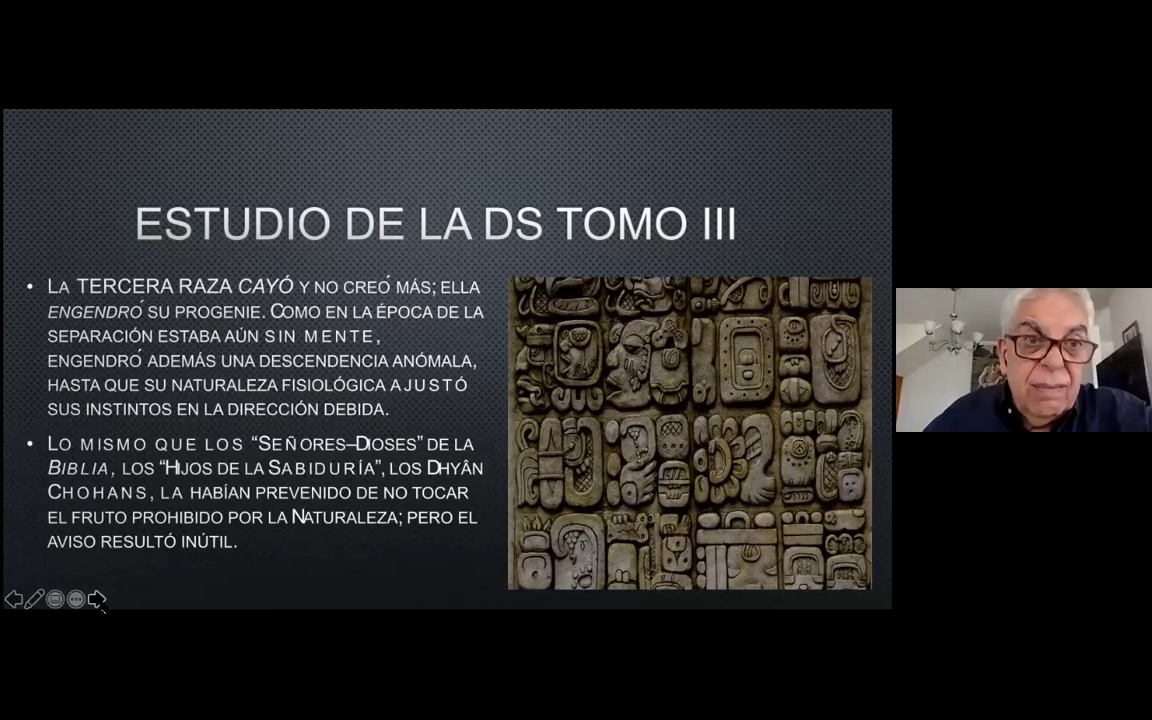 ESTUDIO DE LA DS TOMO III
• LA TERCERA RAZA CAYÓ Y NO CREÓ MÁS; ELLA
ENGENDRÓ SU PROGENIE. COMO EN LA ÉPOCA DE LA
SEPARACIÓN ESTABA AÚN SIN MENTE,
ENGENDRÓ ADEMÁS UNA DESCENDENCIA ANÓMALA,
HASTA QUE SU NATURALEZA FISIOLÓGICA AJUSTÓ
SUS INSTINTOS EN LA DIRECCIÓN DEBIDA.
• LO MISMO QUE LOS “SEÑORES–DIOSES” DE LA
BIBLIA, LOS “HIJOS DE LA SABIDURÍA”, LOS DHYÂN
CHOHANS, LA HABÍAN PREVENIDO DE NO TOCAR
EL FRUTO PROHIBIDO POR LA NATURALEZA; PERO EL
AVISO RESULTÓ INÚTIL.